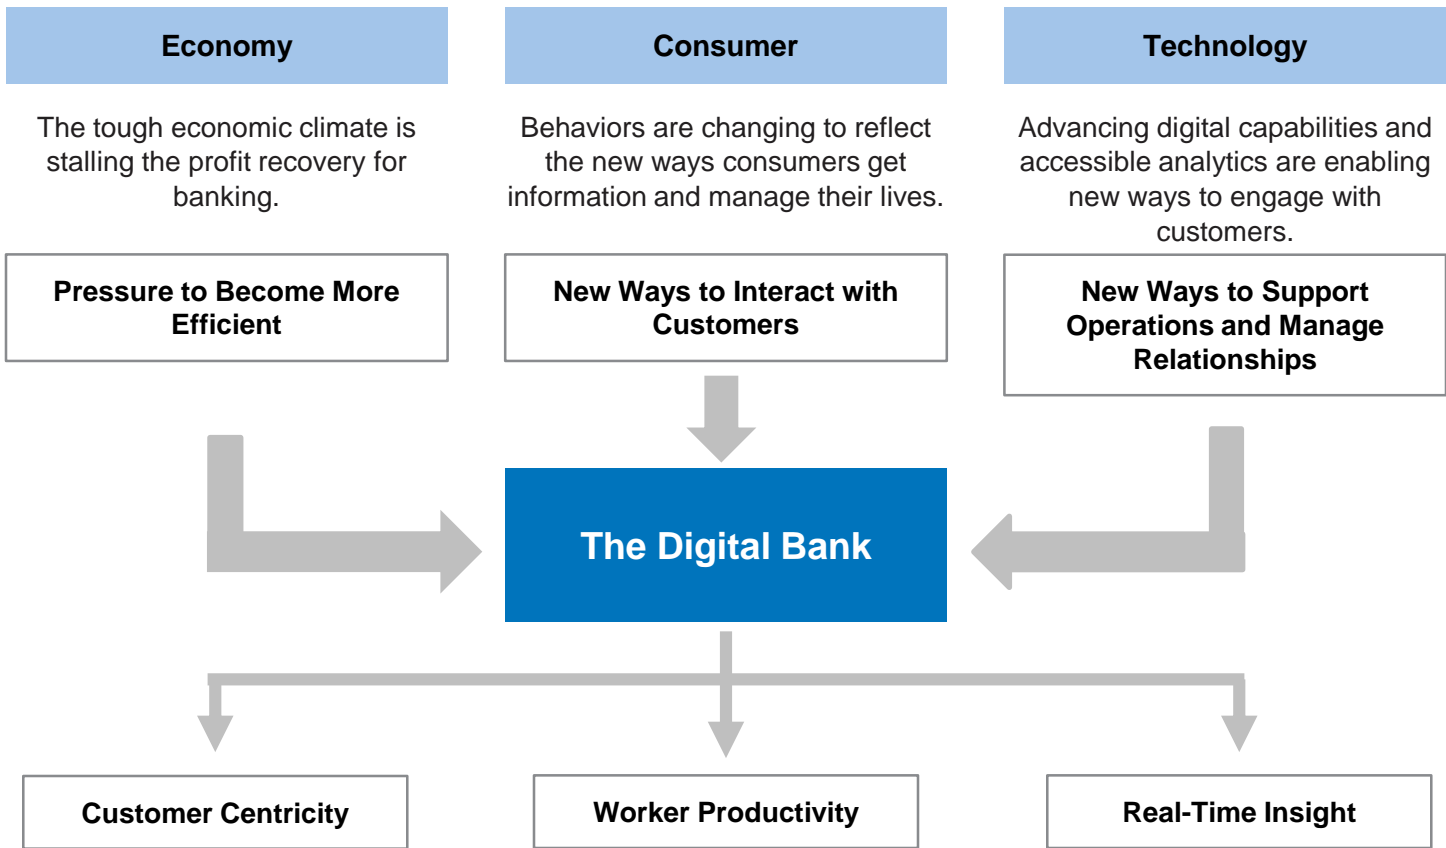 Economy
Consumer
Technology
The tough economic climate is
stalling the profit recovery for
banking.
Behaviors are changing to reflect
the new ways consumers get
information and manage their lives.
Advancing digital capabilities and
accessible analytics are enabling
new ways to engage with
customers.
Pressure to Become More
Efficient
New Ways to Interact with
Customers
New Ways to Support
Operations and Manage
Relationships
The Digital Bank
Customer Centricity
Worker Productivity
Real-Time Insight